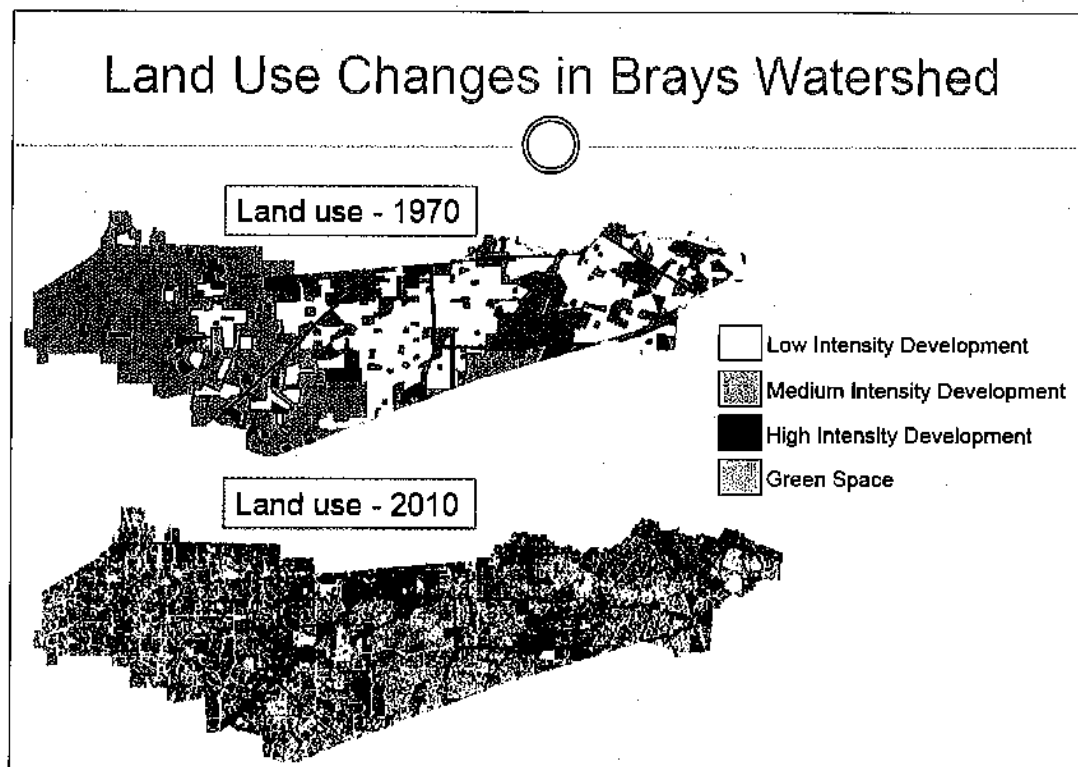 Land Use Changes in Brays Watershed
Land use - 1970
Low Intensity Development
Medium Intensity Development
High Intensity Development
Green Space
Land use - 2010